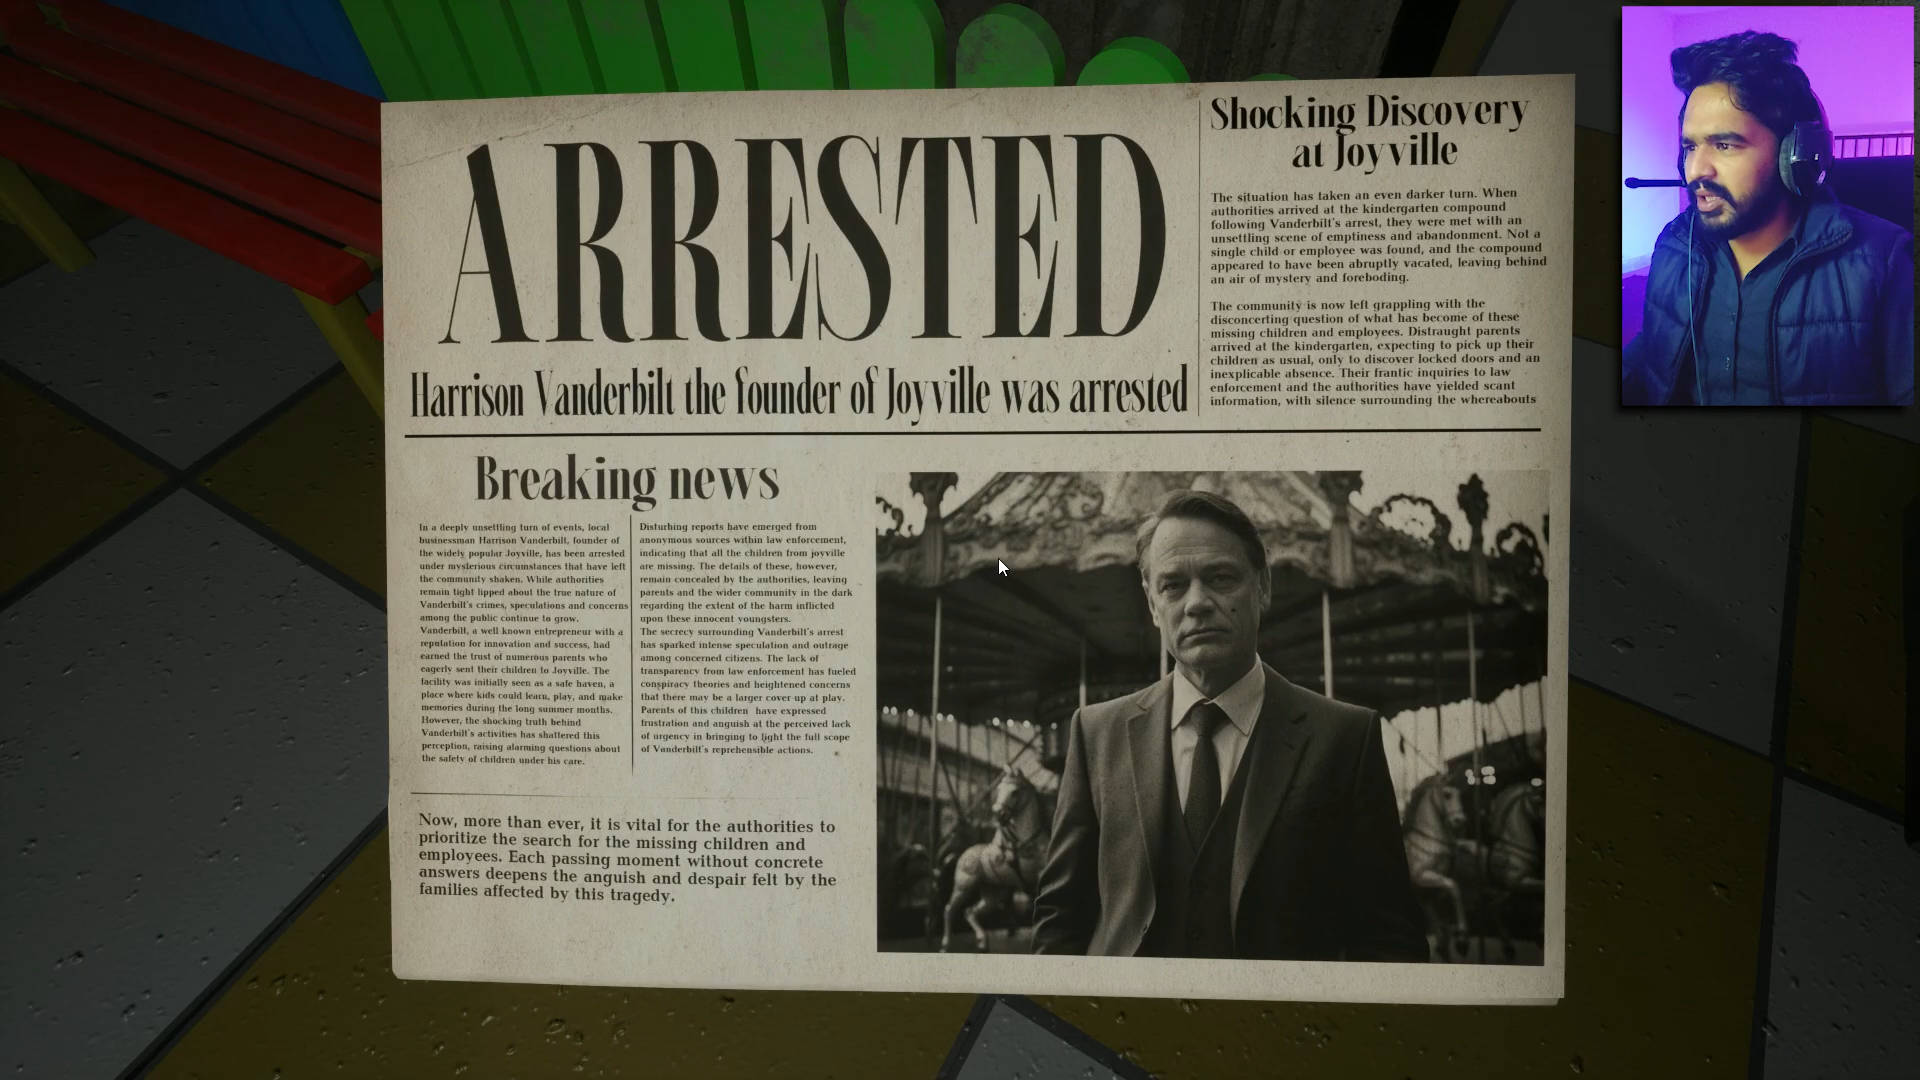 ARRESTED
Harrison Vanderbilt the founder of Joyville was arrested
Shocking Discovery
at Joyville
The situation has taken an even darker turn. When
authorities arrived at the kindergarten compound
following Vanderbilt's arrest, they were met with an
unsettling scene of emptiness and abandonment. Not a
single child or employee was found, and the compound
appeared to have been abruptly vacated, leaving behind
an air of mystery and foreboding.
The community is now left grappling with the
disconcerting question of what has become of these
missing children and employees. Distraught parents
arrived at the kindergarten, expecting to pick up their
children as usual, only to discover locked doors and an
inexplicable absence. Their frantic inquiries to law
enforcement and the authorities have yielded scant
information, with silence surrounding the whereabouts
Breaking news
In a deeply unsettling turn of events, local
businessman Harrison Vanderbilt, founder of
the widely popular Joyville, has been arrested
under mysterious circumstances that have left
the community shaken. While authorities
remain tight lipped about the true nature of
Vanderbilt's crimes, speculations and concerns
among the public continue to grow.
Vanderbilt, a well known entrepreneur with a
reputation for innovation and success, had
earned the trust of numerous parents who
eagerly sent their children to Joyville. The
facility was initially seen as a safe haven, a
place where kids could learn, play, and make
memories during the long summer months.
However, the shocking truth behind
Vanderbilt's activities has shattered this
perception, raising alarming questions about
the safety of children under his care.
Disturbing reports have emerged from
anonymous sources within law enforcement,
indicating that all the children from joyville
are missing. The details of these, however,
remain concealed by the authorities, leaving
parents and the wider community in the dark
regarding the extent of the harm inflicted
upon these innocent youngsters.
The secrecy surrounding Vanderbilt's arrest
has sparked intense speculation and outrage
among concerned citizens. The lack of
transparency from law enforcement has fueled
conspiracy theories and heightened concerns
that there may be a larger cover-up at play.
Parents of this children have expressed
frustration and anguish at the perceived lack
of urgency in bringing to light the full scope
of Vanderbilt's reprehensible actions.
Now, more than ever, it is vital for the authorities to
prioritize the search for the missing children and
employees. Each passing moment without concrete
answers deepens the anguish and despair felt by the
families affected by this tragedy.